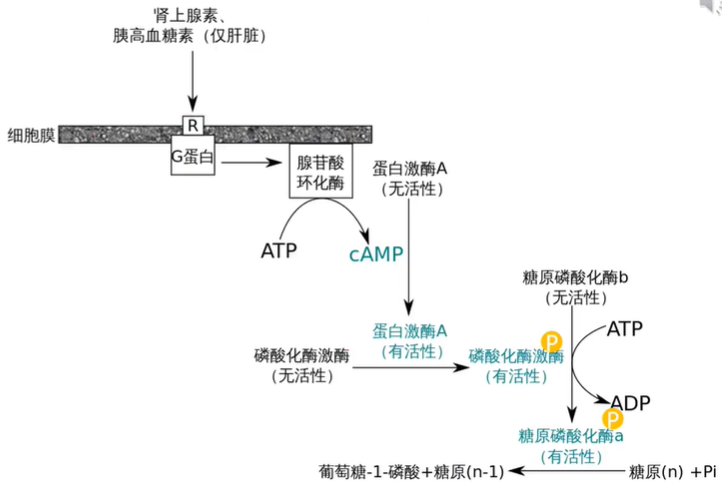 肾上腺素、
胰高血糖素（仅肝脏）
细胞膜
R
G蛋白
腺苷酸
环化酶
蛋白激酶A
（无活性）
ATP
cAMP
糖原磷酸化酶b
（无活性）
蛋白激酶A
（有活性）
ATP
磷酸化酶激酶
（无活性）
P
磷酸化酶激酶
（有活性）
ADP
P
糖原磷酸化酶a
（有活性）
葡萄糖-1-磷酸+糖原(n-1)
糖原(n) +Pi